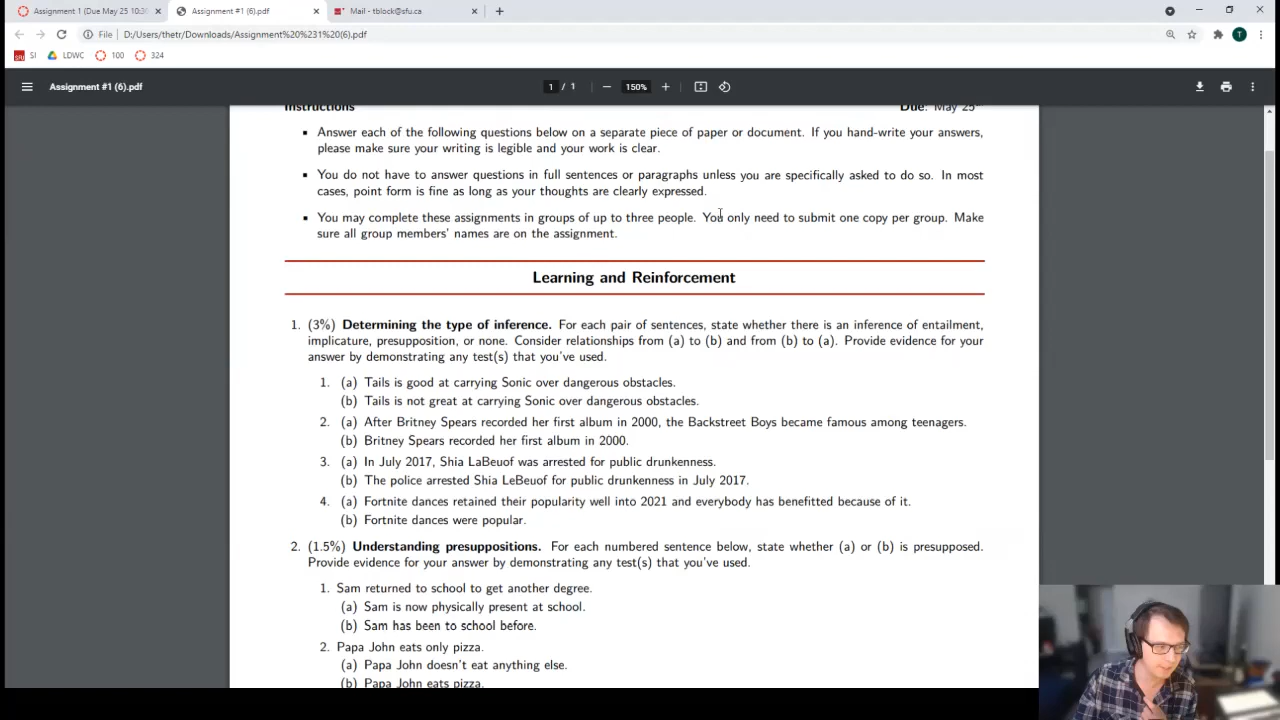 Assignment 1 (Due May 25 10:30
Assignment #1 (6).pdf
Mail - tblock@sfu.ca
File
D:/Users/thetr/Downloads/Assignment%20%231%20(6).pdf
SFU SI
LDWC
100
324
T
Assignment #1 (6).pdf
1 / 1
150%
Instructions
Due: May 25
▪ Answer each of the following questions below on a separate piece of paper or document. If you hand-write your answers,
please make sure your writing is legible and your work is clear.
▪ You do not have to answer questions in full sentences or paragraphs unless you are specifically asked to do so. In most
cases, point form is fine as long as your thoughts are clearly expressed.
▪ You may complete these assignments in groups of up to three people. You only need to submit one copy per group. Make
sure all group members' names are on the assignment.
Learning and Reinforcement
1. (3%) Determining the type of inference. For each pair of sentences, state whether there is an inference of entailment,
implicature, presupposition, or none. Consider relationships from (a) to (b) and from (b) to (a). Provide evidence for your
answer by demonstrating any test(s) that you've used.
1. (a) Tails is good at carrying Sonic over dangerous obstacles.
(b) Tails is not great at carrying Sonic over dangerous obstacles.
2. (a) After Britney Spears recorded her first album in 2000, the Backstreet Boys became famous among teenagers.
(b) Britney Spears recorded her first album in 2000.
3. (a) In July 2017, Shia LaBeuof was arrested for public drunkenness.
(b) The police arrested Shia LeBeuof for public drunkenness in July 2017.
4. (a) Fortnite dances retained their popularity well into 2021 and everybody has benefitted because of it.
(b) Fortnite dances were popular.
2. (1.5%) Understanding presuppositions. For each numbered sentence below, state whether (a) or (b) is presupposed.
Provide evidence for your answer by demonstrating any test(s) that you've used.
1. Sam returned to school to get another degree.
(a) Sam is now physically present at school.
(b) Sam has been to school before.
2. Papa John eats only pizza.
(a) Papa John doesn't eat anything else.
(b) Papa John eats pizza.